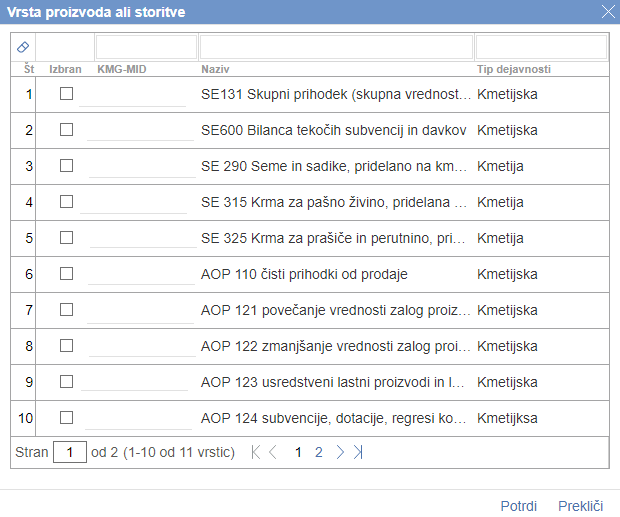 Vrsta proizvoda ali storitve
Št Izbran KMG-MID Naziv Tip dejavnosti
1 SE131 Skupni prihodek (skupna vrednost... Kmetijska
2 SE600 Bilanca tekočih subvencij in davkov Kmetijska
3 SE 290 Seme in sadike, pridelano na km... Kmetija
4 SE 315 Krma za pašno živino, pridelana ... Kmetija
5 SE 325 Krma za prašiče in perutnino, pri... Kmetija
6 AOP 110 čisti prihodki od prodaje Kmetijska
7 AOP 121 povečanje vrednosti zalog proiz... Kmetijska
8 AOP 122 zmanjšanje vrednosti zalog proi... Kmetijska
9 AOP 123 usredstveni lastni proizvodi in l... Kmetijska
10 AOP 124 subvencije, dotacije, regresi ko... Kmetijksa
Stran 1 od 2 (1-10 od 11 vrstic) 1 2
Potrdi Prekliči